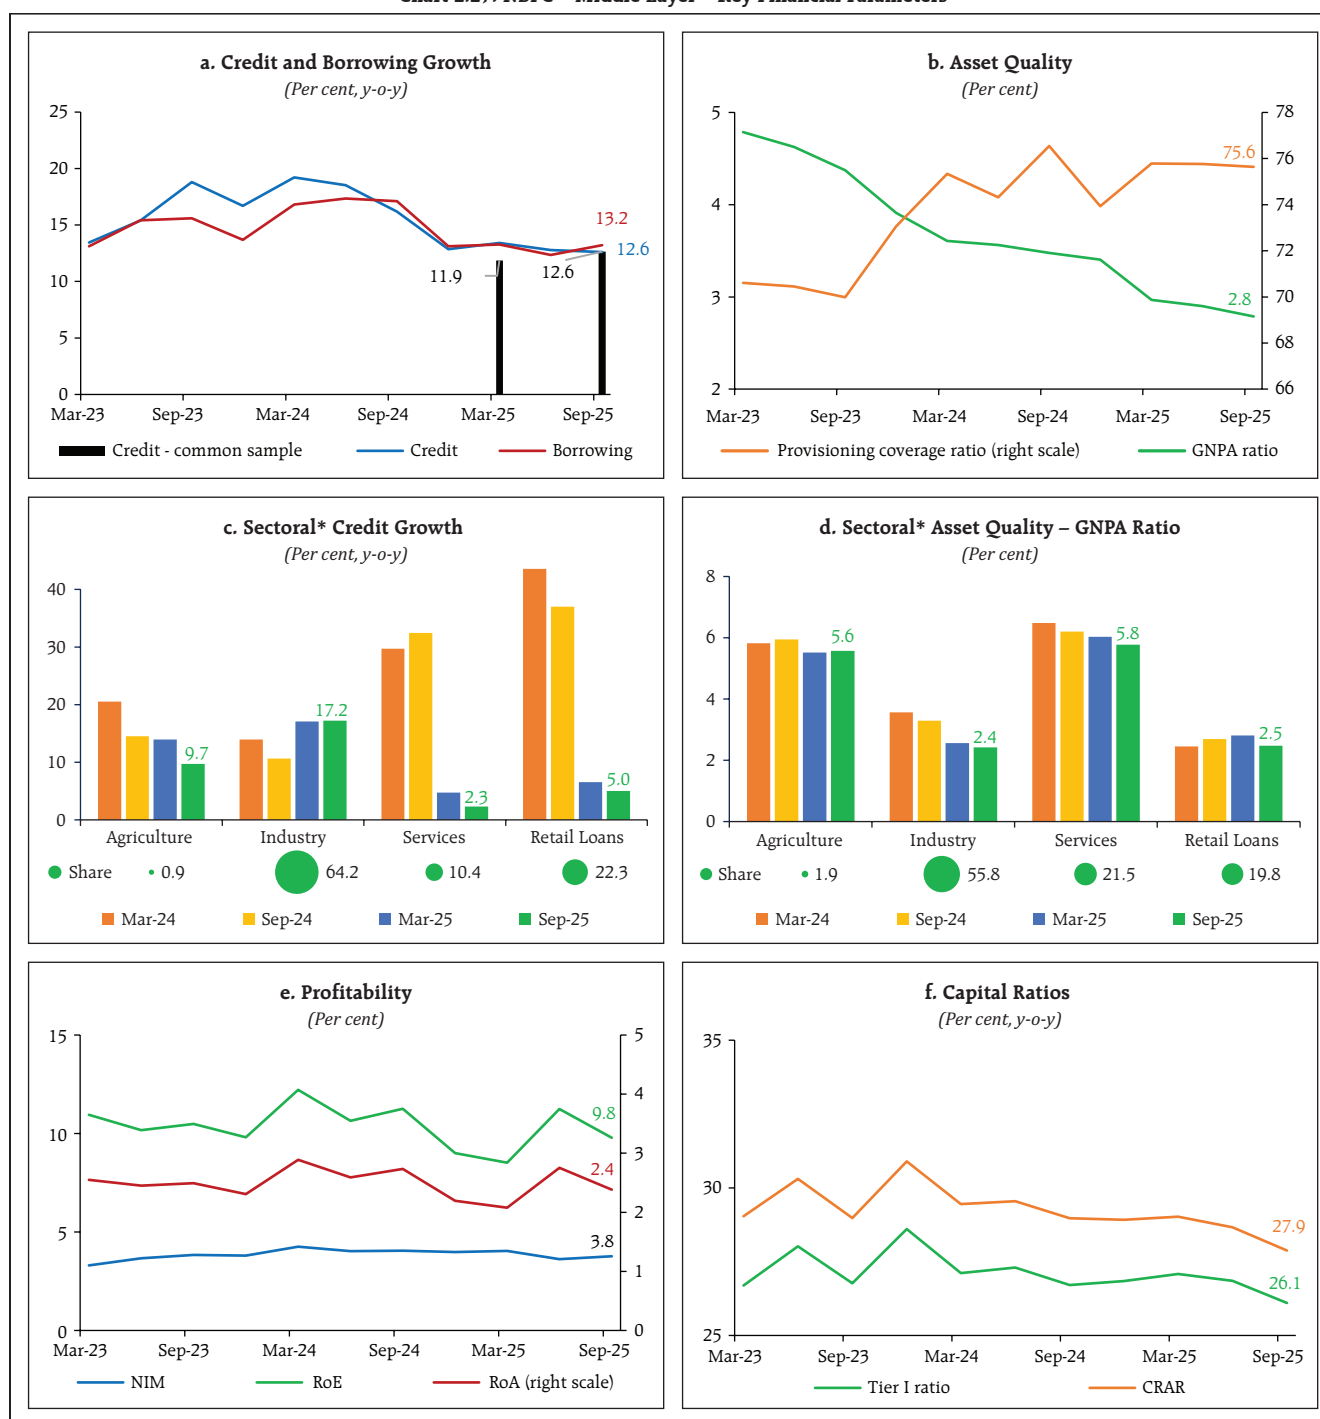 Chart 2.29: NBFC – Middle Layer – Key Financial Parameters
a. Credit and Borrowing Growth
(Per cent, y-o-y)
25
20
15
10
5
0
13.2
12.6
11.9
12.6
Mar-23 Sep-23 Mar-24 Sep-24 Mar-25 Sep-25
Credit - common sample Credit Borrowing
b. Asset Quality
(Per cent)
5
4
3
2
78
76
74
72
70
68
66
75.6
2.8
Mar-23 Sep-23 Mar-24 Sep-24 Mar-25 Sep-25
Provisioning coverage ratio (right scale) GNPA ratio
c. Sectoral* Credit Growth
(Per cent, y-o-y)
40
30
20
10
0
9.7
17.2
2.3
5.0
Agriculture Industry Services Retail Loans
Share 0.9 64.2 10.4 22.3
Mar-24 Sep-24 Mar-25 Sep-25
d. Sectoral* Asset Quality – GNPA Ratio
(Per cent)
8
6
4
2
0
5.6
2.4
5.8
2.5
Agriculture Industry Services Retail Loans
Share 1.9 55.8 21.5 19.8
Mar-24 Sep-24 Mar-25 Sep-25
e. Profitability
(Per cent)
15
10
5
0
5
4
3
2
1
0
9.8
2.4
3.8
Mar-23 Sep-23 Mar-24 Sep-24 Mar-25 Sep-25
NIM RoE RoA (right scale)
f. Capital Ratios
(Per cent, y-o-y)
35
30
25
27.9
26.1
Mar-23 Sep-23 Mar-24 Sep-24 Mar-25 Sep-25
Tier I ratio CRAR